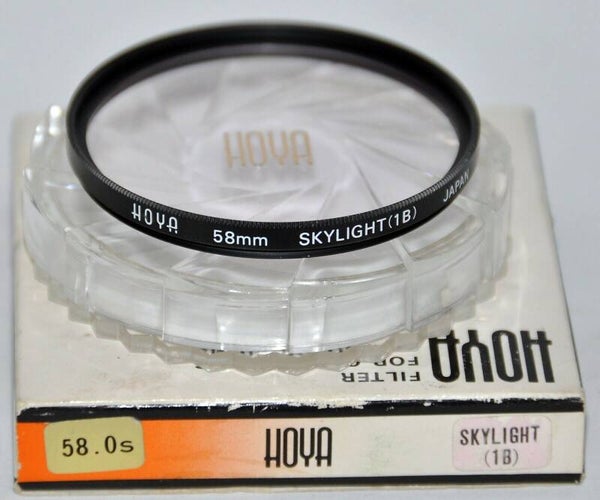 HOYA
HOYA 58mm SKYLIGHT(1B) JAPAN
HOYA
FILTER
FOR
58.0s
HOYA
SKYLIGHT
(1B)